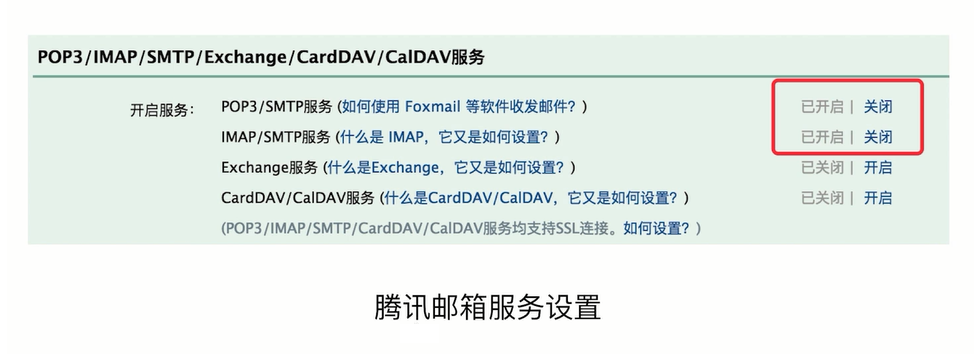 POP3/IMAP/SMTP/Exchange/CardDAV/CalDAV服务
开启服务： POP3/SMTP服务 (如何使用 Foxmail 等软件收发邮件？) 已开启 | 关闭
IMAP/SMTP服务 (什么是 IMAP，它又是如何设置？) 已开启 | 关闭
Exchange服务 (什么是Exchange，它又是如何设置？) 已关闭 | 开启
CardDAV/CalDAV服务 (什么是CardDAV/CalDAV，它又是如何设置？) 已关闭 | 开启
(POP3/IMAP/SMTP/CardDAV/CalDAV服务均支持SSL连接。如何设置？)
腾讯邮箱服务设置